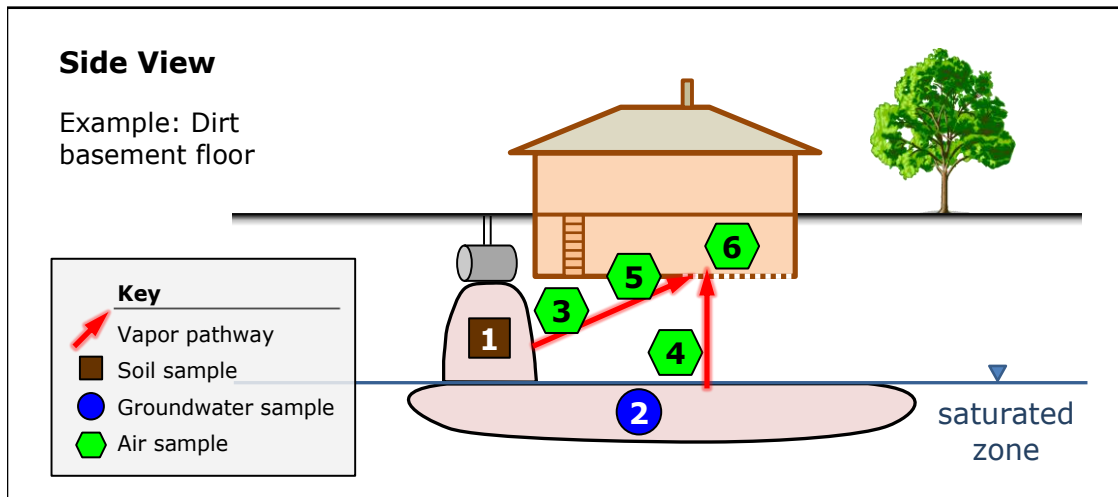 Side View
Example: Dirt
basement floor
6
5
3
1
4
2
Key
Vapor pathway
Soil sample
Groundwater sample
Air sample
saturated
zone